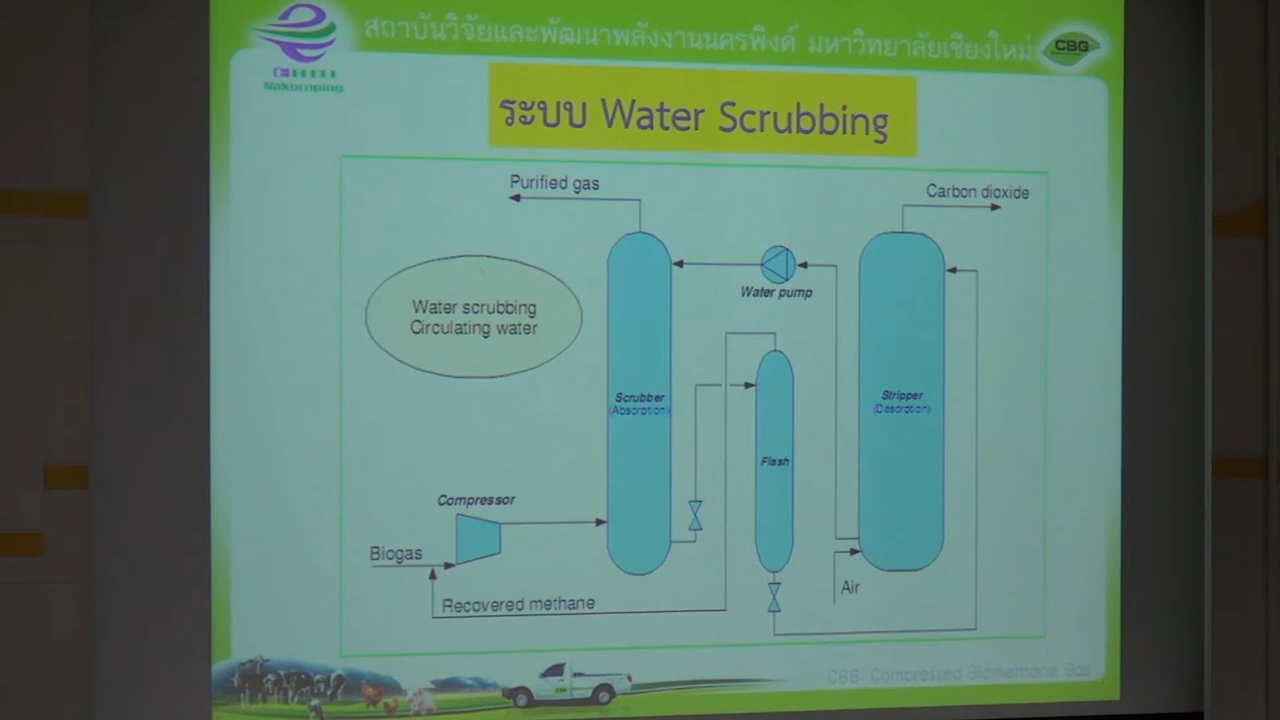 สถาบันวิจัยและพัฒนาพลังงานนครพิงค์ มหาวิทยาลัยเชียงใหม่
CBG
ERDI
Nakornping
ระบบ Water Scrubbing
Purified gas
Carbon dioxide
Water pump
Water scrubbing
Circulating water
Scrubber
(Absorption)
Stripper
(Desorption)
Flash
Compressor
Biogas
Air
Recovered methane
CBG: Compressed Biomethane Gas